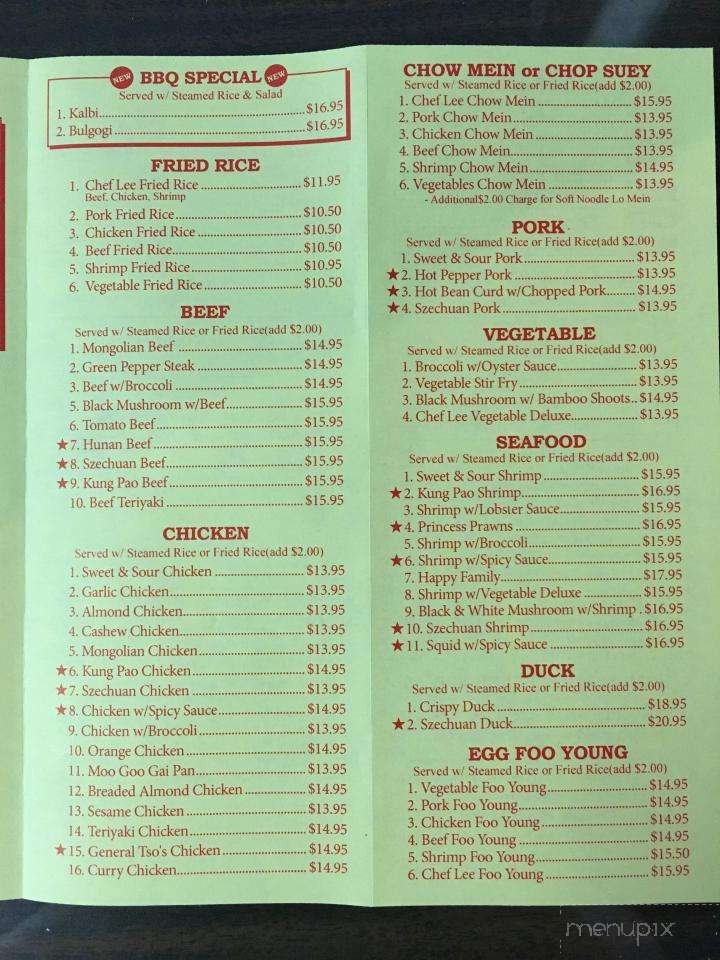 NEW BBQ SPECIAL NEW
Served w/ Steamed Rice & Salad
1. Kalbi $16.95
2. Bulgogi $16.95
FRIED RICE
1. Chef Lee Fried Rice $11.95
Beef, Chicken, Shrimp
2. Pork Fried Rice $10.50
3. Chicken Fried Rice $10.50
4. Beef Fried Rice $10.50
5. Shrimp Fried Rice $10.95
6. Vegetable Fried Rice $10.50
BEEF
Served w/ Steamed Rice or Fried Rice(add $2.00)
1. Mongolian Beef $14.95
2. Green Pepper Steak $14.95
3. Beef w/Broccoli $14.95
5. Black Mushroom w/Beef $15.95
6. Tomato Beef $15.95
★7. Hunan Beef $15.95
★8. Szechuan Beef $15.95
★9. Kung Pao Beef $15.95
10. Beef Teriyaki $15.95
CHICKEN
Served w/ Steamed Rice or Fried Rice(add $2.00)
1. Sweet & Sour Chicken $13.95
2. Garlic Chicken $13.95
3. Almond Chicken $13.95
4. Cashew Chicken $13.95
5. Mongolian Chicken $13.95
★6. Kung Pao Chicken $14.95
★7. Szechuan Chicken $13.95
★8. Chicken w/Spicy Sauce $14.95
9. Chicken w/Broccoli $13.95
10. Orange Chicken $14.95
11. Moo Goo Gai Pan $13.95
12. Breaded Almond Chicken $14.95
13. Sesame Chicken $13.95
14. Teriyaki Chicken $14.95
★15. General Tso's Chicken $14.95
16. Curry Chicken $14.95
CHOW MEIN or CHOP SUEY
Served w/ Steamed Rice or Fried Rice(add $2.00)
1. Chef Lee Chow Mein $15.95
2. Pork Chow Mein $13.95
3. Chicken Chow Mein $13.95
4. Beef Chow Mein $13.95
5. Shrimp Chow Mein $14.95
6. Vegetables Chow Mein $13.95
- Additional$2.00 Charge for Soft Noodle Lo Mein
PORK
Served w/ Steamed Rice or Fried Rice(add $2.00)
1. Sweet & Sour Pork $13.95
★2. Hot Pepper Pork $13.95
★3. Hot Bean Curd w/Chopped Pork $14.95
★4. Szechuan Pork $13.95
VEGETABLE
Served w/ Steamed Rice or Fried Rice(add $2.00)
1. Broccoli w/Oyster Sauce $13.95
2. Vegetable Stir Fry $13.95
3. Black Mushroom w/ Bamboo Shoots $14.95
4. Chef Lee Vegetable Deluxe $13.95
SEAFOOD
Served w/ Steamed Rice or Fried Rice(add $2.00)
1. Sweet & Sour Shrimp $15.95
★2. Kung Pao Shrimp $16.95
3. Shrimp w/Lobster Sauce $15.95
★4. Princess Prawns $16.95
5. Shrimp w/Broccoli $15.95
★6. Shrimp w/Spicy Sauce $15.95
7. Happy Family $17.95
8. Shrimp w/Vegetable Deluxe $15.95
9. Black & White Mushroom w/Shrimp $16.95
★10. Szechuan Shrimp $16.95
★11. Squid w/Spicy Sauce $16.95
DUCK
Served w/ Steamed Rice or Fried Rice(add $2.00)
1. Crispy Duck $18.95
★2. Szechuan Duck $20.95
EGG FOO YOUNG
Served w/ Steamed Rice or Fried Rice(add $2.00)
1. Vegetable Foo Young $14.95
2. Pork Foo Young $14.95
3. Chicken Foo Young $14.95
4. Beef Foo Young $14.95
5. Shrimp Foo Young $15.50
6. Chef Lee Foo Young $15.95
menupix